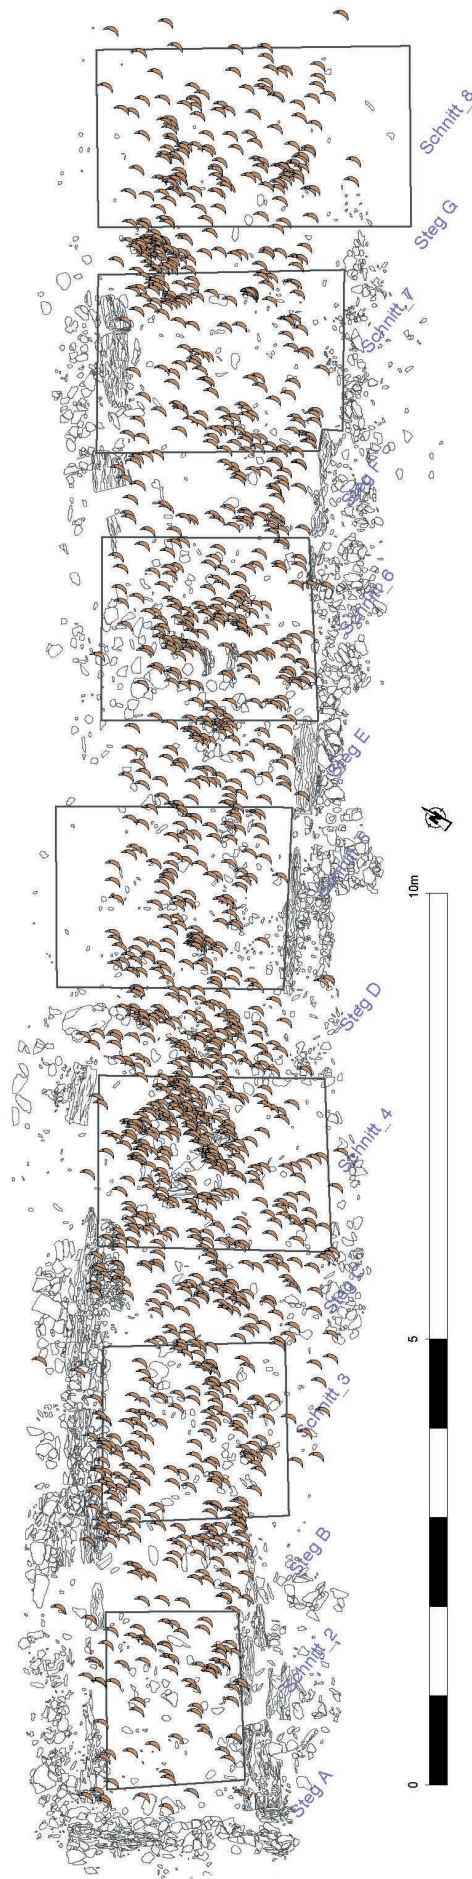 Schnitt_8
Steg G
Schnitt_7
Steg F
Schnitt_6
Steg E
Schnitt_5
10m
Steg D
Schnitt_4
Steg C
5
Schnitt_3
Steg B
Schnitt_2
Steg A
0
N